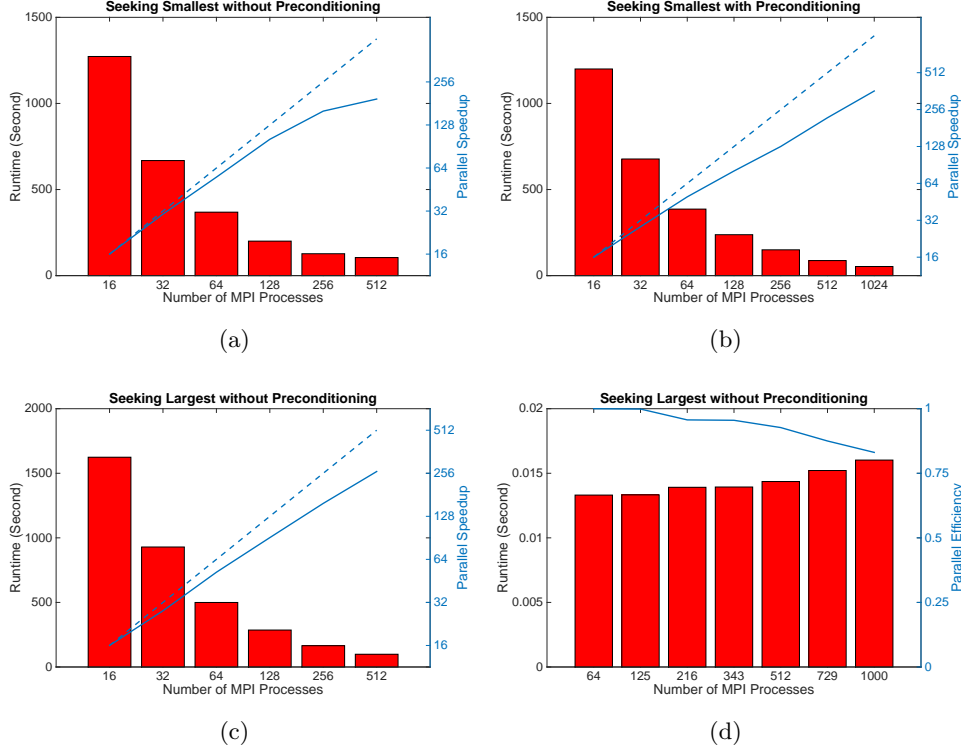 Seeking Smallest without Preconditioning
1500
1000
500
0
Runtime (Second)
256
128
64
32
16
Parallel Speedup
16 32 64 128 256 512
Number of MPI Processes
(a)
Seeking Smallest with Preconditioning
1500
1000
500
0
Runtime (Second)
512
256
128
64
32
16
Parallel Speedup
16 32 64 128 256 512 1024
Number of MPI Processes
(b)
Seeking Largest without Preconditioning
2000
1500
1000
500
0
Runtime (Second)
512
256
128
64
32
16
Parallel Speedup
16 32 64 128 256 512
Number of MPI Processes
(c)
Seeking Largest without Preconditioning
0.02
0.015
0.01
0.005
0
Runtime (Second)
1
0.75
0.5
0.25
0
Parallel Efficiency
64 125 216 343 512 729 1000
Number of MPI Processes
(d)